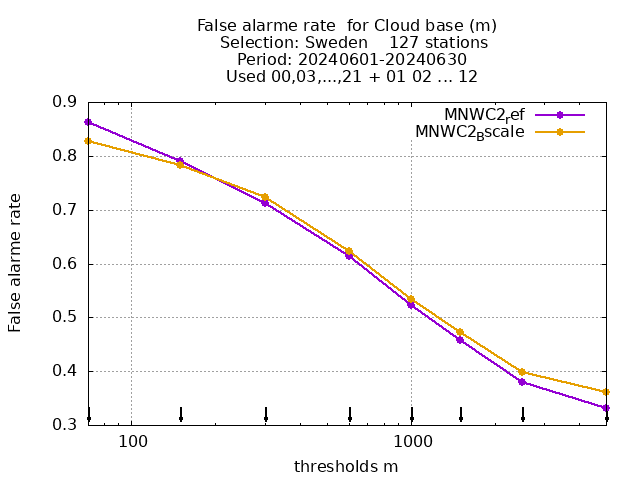 False alarme rate  for Cloud base (m)
Selection: Sweden    127 stations
Period: 20240601-20240630
Used 00,03,...,21 + 01 02 ... 12
MNWC2ref
MNWC2Bscale
0.9
0.8
0.7
0.6
0.5
0.4
0.3
False alarme rate
100
1000
thresholds m